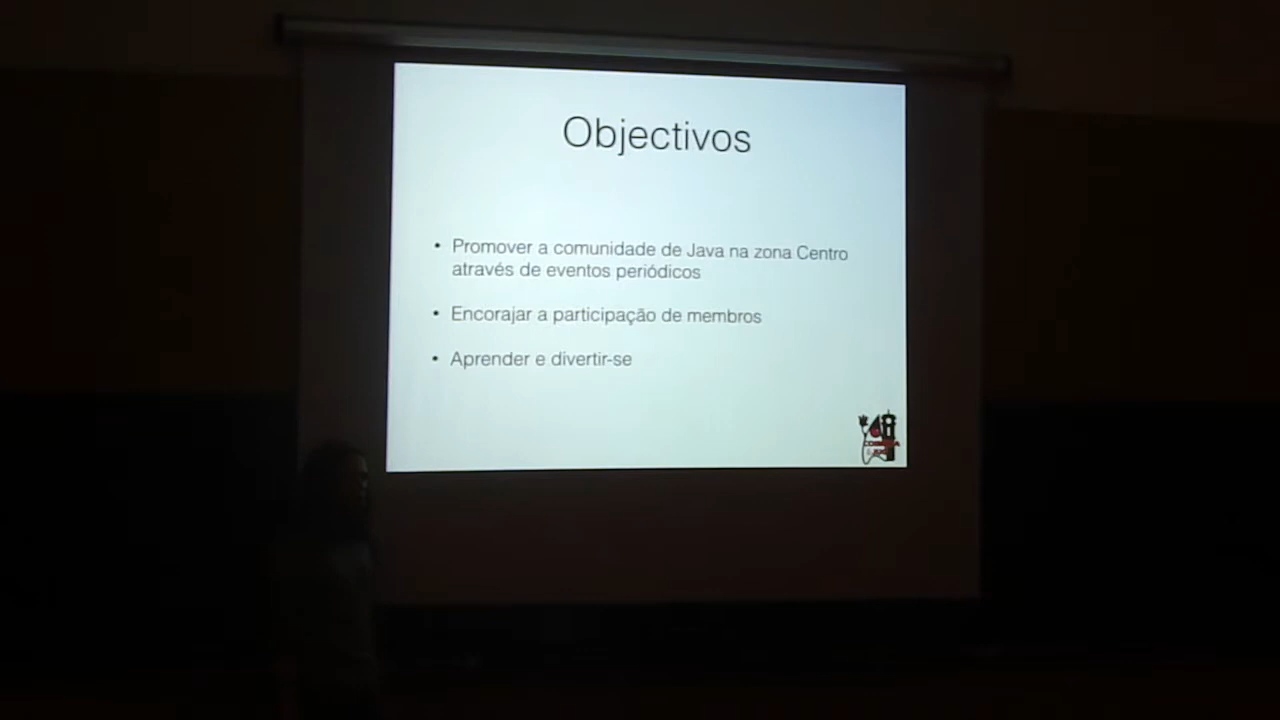 Objectivos
• Promover a comunidade de Java na zona Centro
através de eventos periódicos
• Encorajar a participação de membros
• Aprender e divertir-se